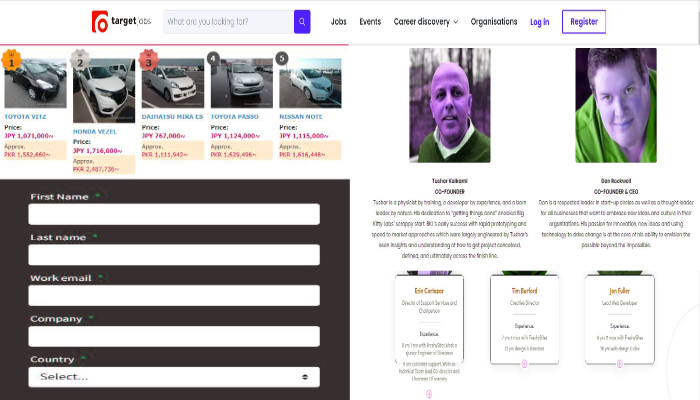 targetjobs
What are you looking for?
Jobs
Events
Career discovery
Organisations
Log in
Register
1
2
3
4
5
TOYOTA VITZ
Price:
JPY 1,071,000~
Approx.
PKR 1,552,660~
HONDA VEZEL
Price:
JPY 1,716,000~
Approx.
PKR 2,487,736~
DAIHATSU MIRA ES
Price:
JPY 767,000~
Approx.
PKR 1,111,942~
TOYOTA PASSO
Price:
JPY 1,124,000~
Approx.
PKR 1,629,496~
NISSAN NOTE
Price:
JPY 1,115,000~
Approx.
PKR 1,616,448~
First Name *
Last name *
Work email *
Company *
Country *
Select...
Tushar Kulkarni
CO-FOUNDER
Tushar is a physicist by training, a developer by experience, and a born
leader by nature. His dedication to "getting things done" enabled Big
Kitty Labs' scrappy start. BKL's early success with rapid prototyping and
speed to market approaches which were largely engineered by Tushar's
keen insights and understanding of how to get project conceived,
defined, and ultimately across the finish line.
Dan Rockwell
CO-FOUNDER & CEO
Dan is a respected leader in start-up circles as well as a thought leader
for all businesses that want to embrace new ideas and culture in their
organizations. His passion for innovation, new ideas and using
technology to drive change is at the core of his ability to envision the
possible beyond the impossible.
Eric Cortezar
Director of Support Services and
Chairperson
Experience:
Tim Burford
Creative Director
Experience:
Jon Fuller
Lead Web Developer
Experience: